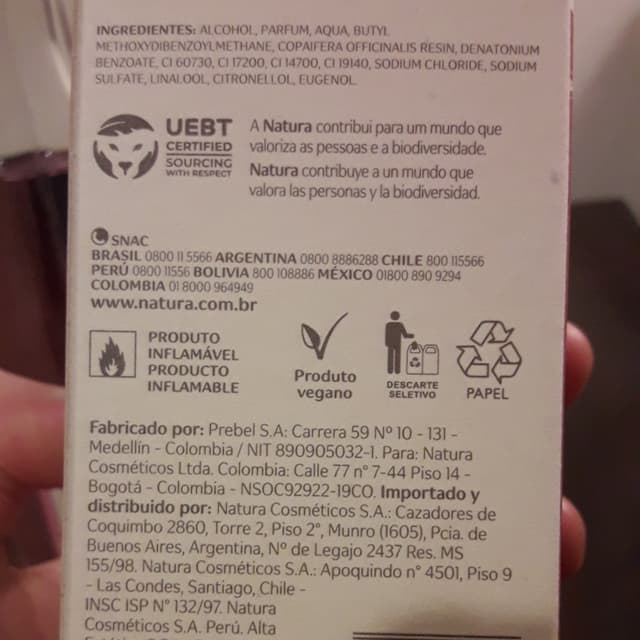 INGREDIENTES: ALCOHOL, PARFUM, AQUA, BUTYL
METHOXYDIBENZOYLMETHANE, COPAIFERA OFFICINALIS RESIN, DENATONIUM
BENZOATE, CI 60730, CI 17200, CI 14700, CI 19140, SODIUM CHLORIDE, SODIUM
SULFATE, LINALOOL, CITRONELLOL, EUGENOL.
UEBT
CERTIFIED
SOURCING
WITH RESPECT
A Natura contribui para um mundo que
valoriza as pessoas e a biodiversidade.
Natura contribuye a un mundo que
valora las personas y la biodiversidad.
SNAC
BRASIL 0800 11 5566 ARGENTINA 0800 8886288 CHILE 800 115566
PERÚ 0800 11556 BOLIVIA 800 108886 MÉXICO 01800 890 9294
COLOMBIA 01 8000 964949
www.natura.com.br
PRODUTO
INFLAMÁVEL
PRODUCTO
INFLAMABLE
Produto
vegano
DESCARTE
SELETIVO
PAPEL
Fabricado por: Prebel S.A: Carrera 59 Nº 10 - 131 -
Medellín - Colombia / NIT 890905032-1. Para: Natura
Cosméticos Ltda. Colombia: Calle 77 n° 7-44 Piso 14 -
Bogotá - Colombia - NSOC92922-19CO. Importado y
distribuido por: Natura Cosméticos S.A.: Cazadores de
Coquimbo 2860, Torre 2, Piso 2°, Munro (1605), Pcia. de
Buenos Aires, Argentina, Nº de Legajo 2437 Res. MS
155/98. Natura Cosméticos S.A.: Apoquindo n° 4501, Piso 9
- Las Condes, Santiago, Chile -
INSC ISP N° 132/97. Natura
Cosméticos S.A. Perú. Alta